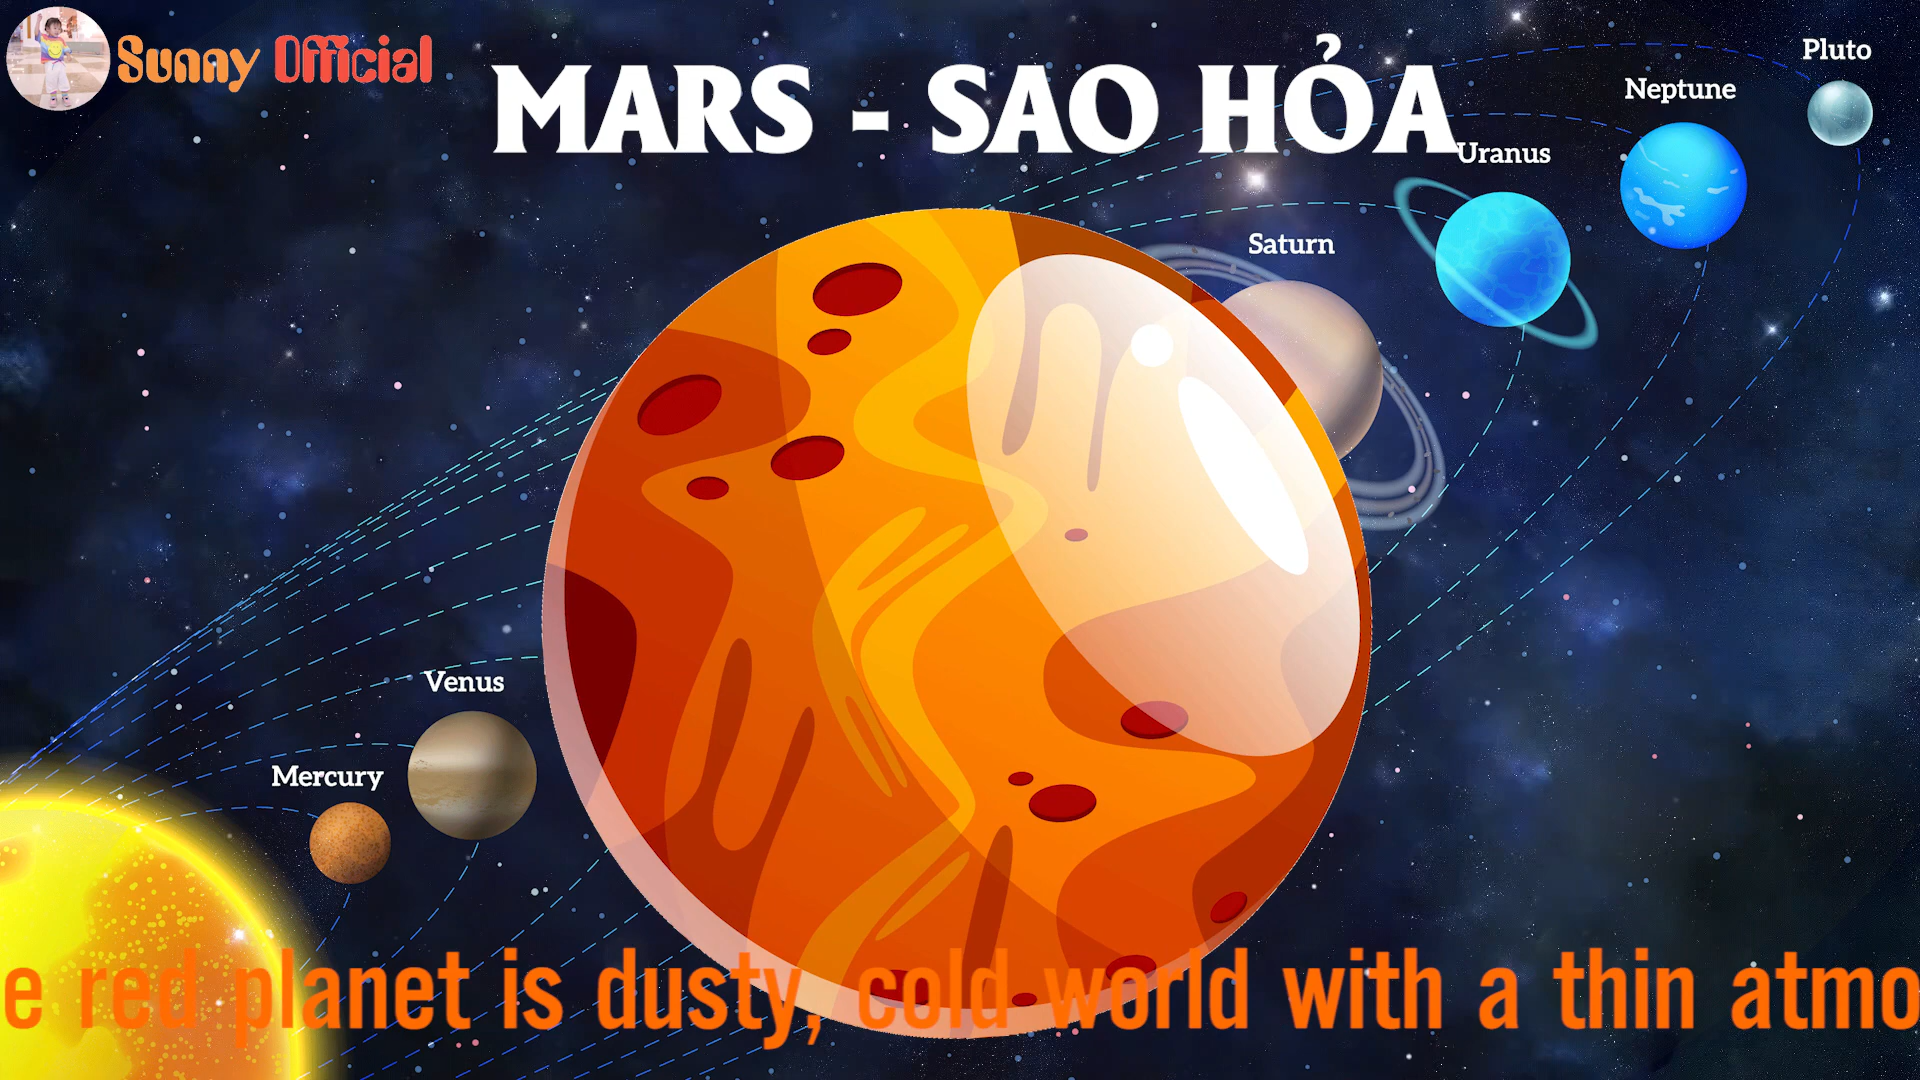 Sunny Official
MARS - SAO HỎA
Pluto
Neptune
Uranus
Saturn
Venus
Mercury
e red planet is dusty, cold world with a thin atmo